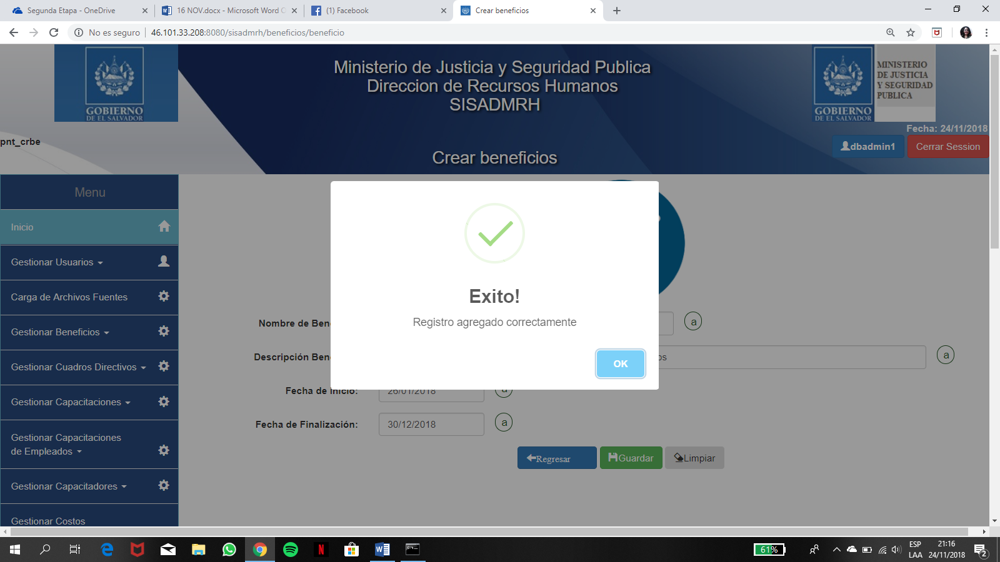 Segunda Etapa - OneDrive
16 NOV.docx - Microsoft Word
(1) Facebook
Crear beneficios
No es seguro
46.101.33.208:8080/sisadmrh/beneficios/beneficio
GOBIERNO
DE EL SALVADOR
Ministerio de Justicia y Seguridad Publica
Direccion de Recursos Humanos
SISADMRH
GOBIERNO
DE EL SALVADOR
MINISTERIO
DE JUSTICIA
Y SEGURIDAD
PUBLICA
Fecha: 24/11/2018
pnt_crbe
dbadmin1
Cerrar Session
Crear beneficios
Menu
Inicio
Gestionar Usuarios
Carga de Archivos Fuentes
Gestionar Beneficios
Gestionar Cuadros Directivos
Gestionar Capacitaciones
Gestionar Capacitaciones
de Empleados
Gestionar Capacitadores
Gestionar Costos
Exito!
Registro agregado correctamente
OK
Nombre de Ben
a
Descripción Ben
os
a
Fecha de Inicio:
26/01/2018
a
Fecha de Finalización:
30/12/2018
a
Regresar
Guardar
Limpiar
61%
ESP
LAA
21:16
24/11/2018
2